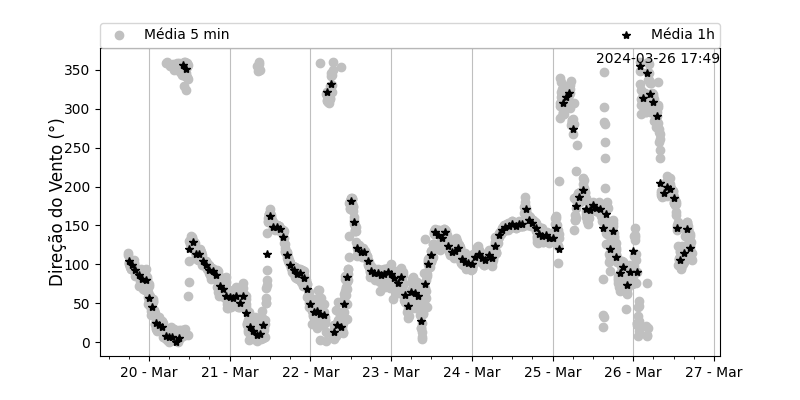 Média 5 min
Média 1h
2024-03-26 17:49
Direção do Vento (°)
350
300
250
200
150
100
50
0
20 - Mar
21 - Mar
22 - Mar
23 - Mar
24 - Mar
25 - Mar
26 - Mar
27 - Mar